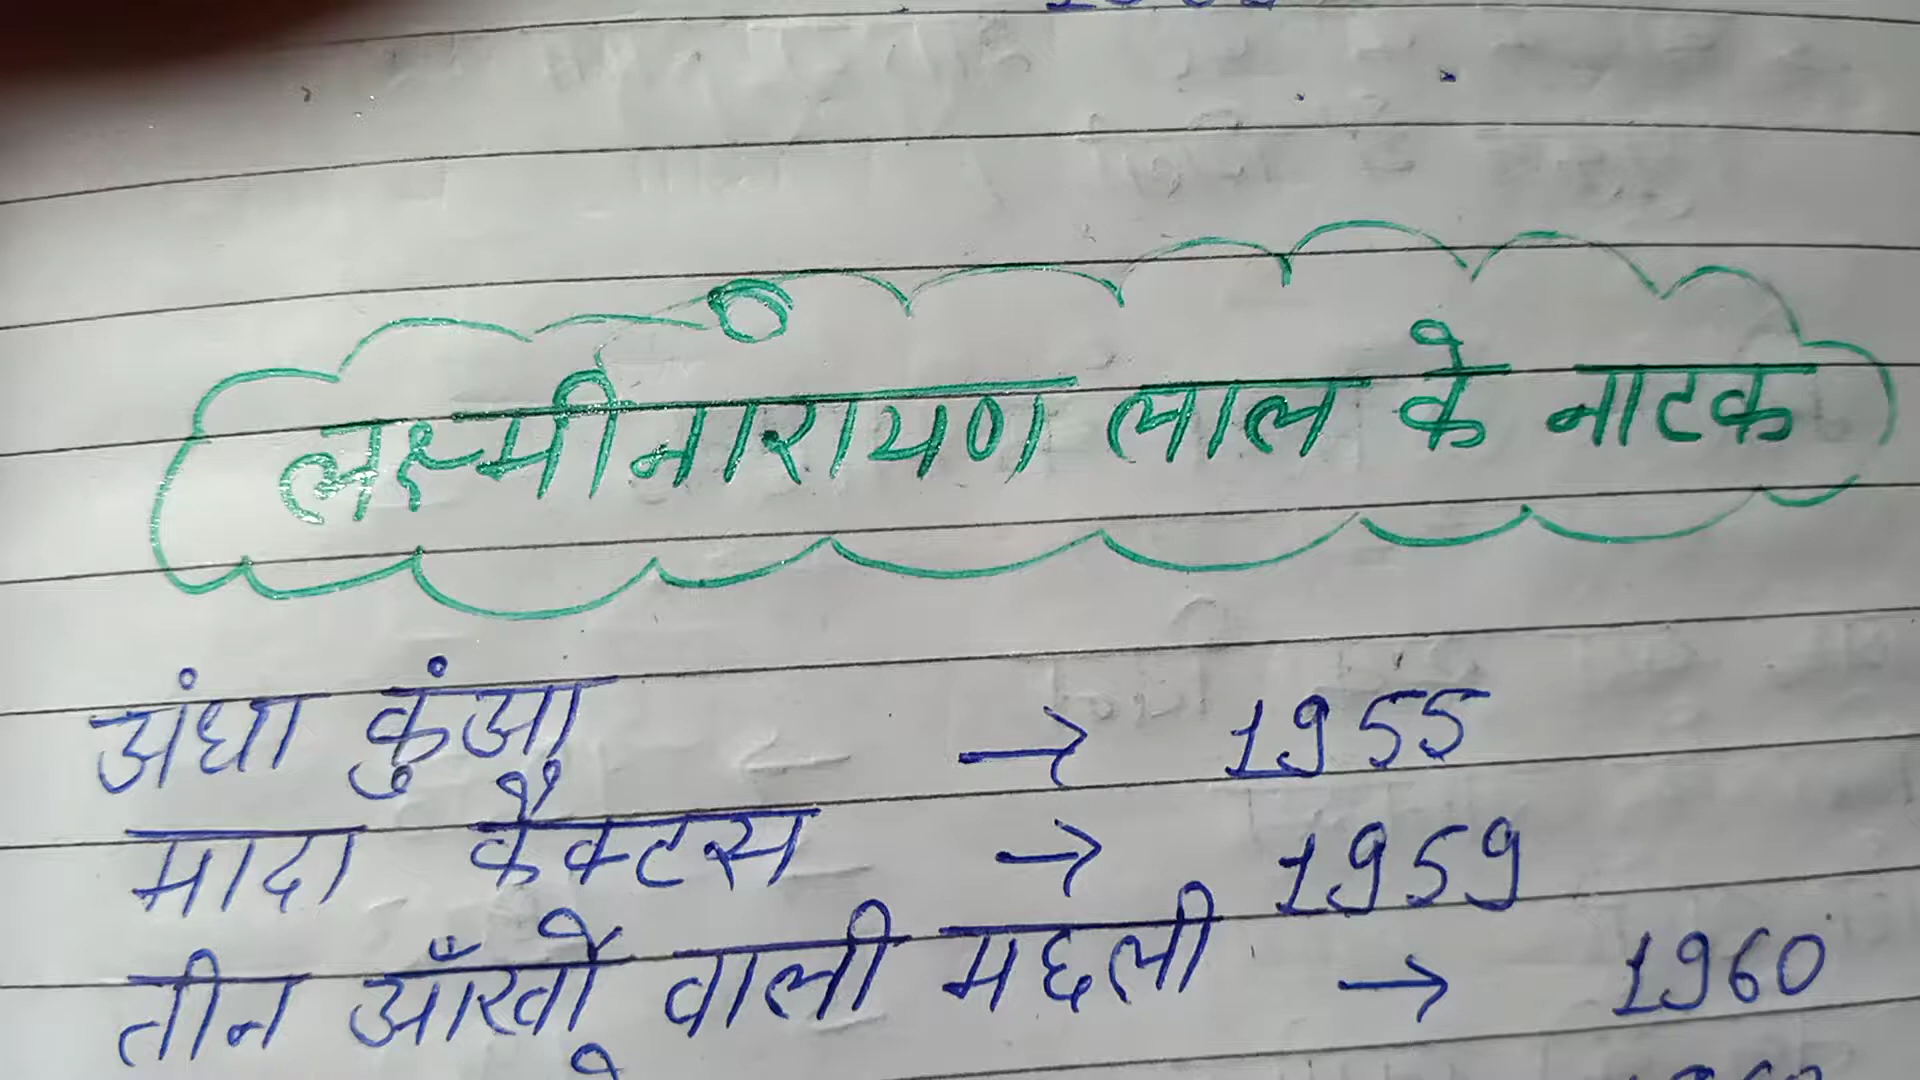 लक्ष्मीनारायण लाल के नाटक
अंधा कुंआ → 1955
मादा कैक्टस → 1959
तीन आँखों वाली मछली → 1960